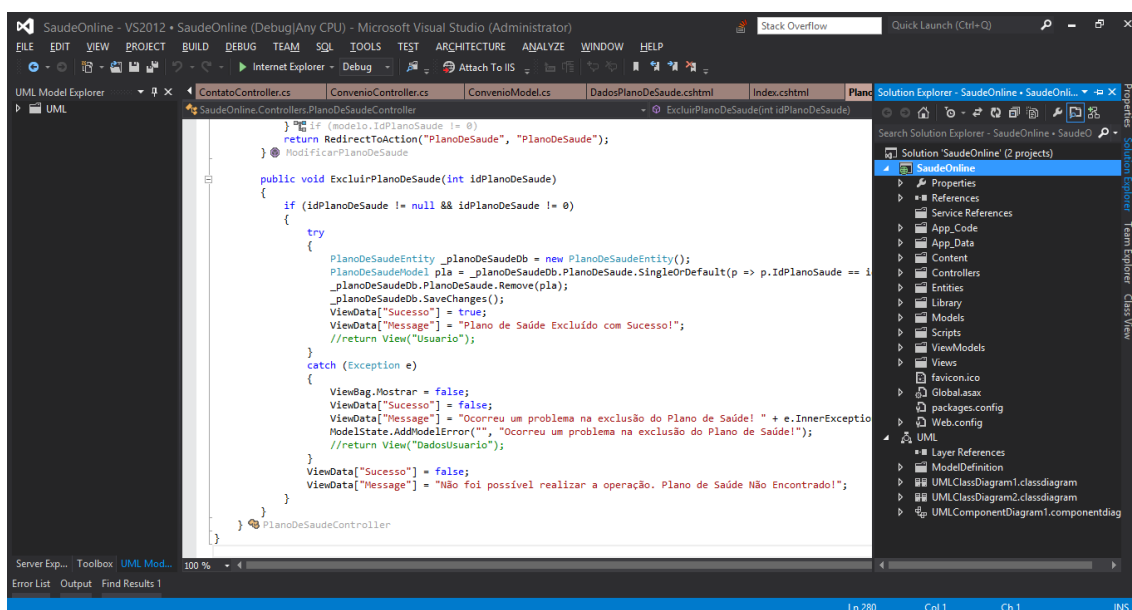 SaudeOnline - VS2012 • SaudeOnline (Debug|Any CPU) - Microsoft Visual Studio (Administrator)
Stack Overflow
Quick Launch (Ctrl+Q)
FILE EDIT VIEW PROJECT BUILD DEBUG TEAM SQL TOOLS TEST ARCHITECTURE ANALYZE WINDOW HELP
Internet Explorer Debug Attach To IIS
UML Model Explorer
UML
ContatoController.cs ConvenioController.cs ConvenioModel.cs DadosPlanoDeSaude.cshtml Index.cshtml Plano
SaudeOnline.Controllers.PlanoDeSaudeController
ExcluirPlanoDeSaude(int idPlanoDeSaude)
} if (modelo.IdPlanoSaude != 0)
return RedirectToAction("PlanoDeSaude", "PlanoDeSaude");
} ModificarPlanoDeSaude
public void ExcluirPlanoDeSaude(int idPlanoDeSaude)
{
if (idPlanoDeSaude != null && idPlanoDeSaude != 0)
{
try
{
PlanoDeSaudeEntity _planoDeSaudeDb = new PlanoDeSaudeEntity();
PlanoDeSaudeModel pla = _planoDeSaudeDb.PlanoDeSaude.SingleOrDefault(p => p.IdPlanoSaude == i
_planoDeSaudeDb.PlanoDeSaude.Remove(pla);
_planoDeSaudeDb.SaveChanges();
ViewData["Sucesso"] = true;
ViewData["Message"] = "Plano de Saúde Excluído com Sucesso!";
//return View("Usuario");
}
catch (Exception e)
{
ViewBag.Mostrar = false;
ViewData["Sucesso"] = false;
ViewData["Message"] = "Ocorreu um problema na exclusão do Plano de Saúde! " + e.InnerExceptio
ModelState.AddModelError("", "Ocorreu um problema na exclusão do Plano de Saúde!");
//return View("DadosUsuario");
}
ViewData["Sucesso"] = false;
ViewData["Message"] = "Não foi possível realizar a operação. Plano de Saúde Não Encontrado!";
}
}
} PlanoDeSaudeController
}
100 %
Server Exp... Toolbox UML Mod...
Error List Output Find Results 1
Solution Explorer - SaudeOnline • SaudeOnli...
Search Solution Explorer - SaudeOnline • SaudeO
Solution 'SaudeOnline' (2 projects)
SaudeOnline
Properties
References
Service References
App_Code
App_Data
Content
Controllers
Entities
Library
Models
Scripts
ViewModels
Views
favicon.ico
Global.asax
packages.config
Web.config
UML
Layer References
ModelDefinition
UMLClassDiagram1.classdiagram
UMLClassDiagram2.classdiagram
UMLComponentDiagram1.componentdiag
Properties
Solution Explorer
Team Explorer
Class View
Ln 280 Col 1 Ch 1 INS